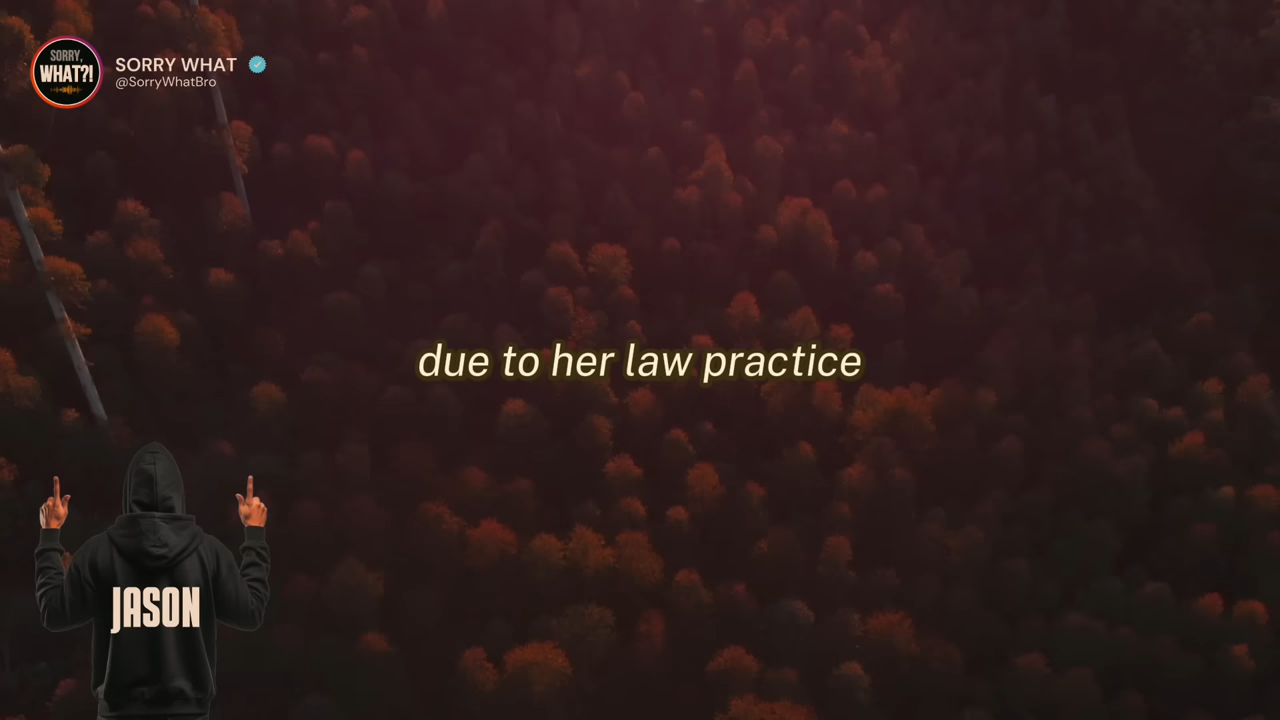 SORRY,
WHAT?!
SORRY WHAT
@SorryWhatBro
due to her law practice
JASON